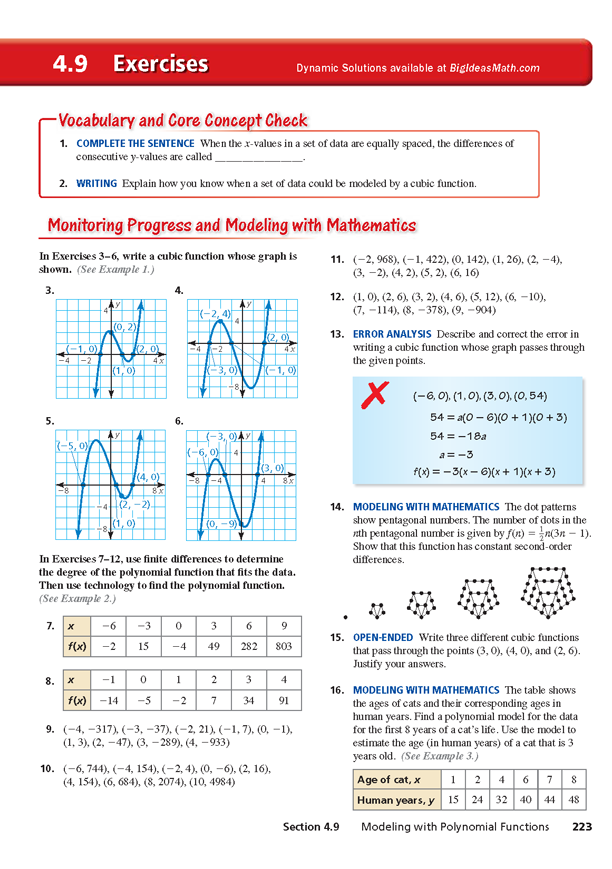 4.9 Exercises
Dynamic Solutions available at BigIdeasMath.com
Vocabulary and Core Concept Check
1. COMPLETE THE SENTENCE When the x-values in a set of data are equally spaced, the differences of
consecutive y-values are called ________________.
2. WRITING Explain how you know when a set of data could be modeled by a cubic function.
Monitoring Progress and Modeling with Mathematics
In Exercises 3–6, write a cubic function whose graph is
shown. (See Example 1.)
3.
4 y
(0, 2)
(−1, 0) (2, 0)
−4 −2 4 x
(1, 0)
4.
y
(−2, 4) 4
(2, 0)
−4 −2 4 x
(−3, 0) (−1, 0)
−8
5.
y
(−5, 0)
(4, 0)
−8 8 x
−4 (2, −2)
−8 (1, 0)
6.
(−3, 0) y
(−6, 0) 4
(3, 0)
−8 −4 4 8 x
(0, −9)
In Exercises 7–12, use finite differences to determine
the degree of the polynomial function that fits the data.
Then use technology to find the polynomial function.
(See Example 2.)
7. x −6 −3 0 3 6 9
f(x) −2 15 −4 49 282 803
8. x −1 0 1 2 3 4
f(x) −14 −5 −2 7 34 91
9. (−4, −317), (−3, −37), (−2, 21), (−1, 7), (0, −1),
(1, 3), (2, −47), (3, −289), (4, −933)
10. (−6, 744), (−4, 154), (−2, 4), (0, −6), (2, 16),
(4, 154), (6, 684), (8, 2074), (10, 4984)
11. (−2, 968), (−1, 422), (0, 142), (1, 26), (2, −4),
(3, −2), (4, 2), (5, 2), (6, 16)
12. (1, 0), (2, 6), (3, 2), (4, 6), (5, 12), (6, −10),
(7, −114), (8, −378), (9, −904)
13. ERROR ANALYSIS Describe and correct the error in
writing a cubic function whose graph passes through
the given points.
(−6, 0), (1, 0), (3, 0), (0, 54)
54 = a(0 − 6)(0 + 1)(0 + 3)
54 = −18a
a = −3
f(x) = −3(x − 6)(x + 1)(x + 3)
14. MODELING WITH MATHEMATICS The dot patterns
show pentagonal numbers. The number of dots in the
nth pentagonal number is given by f(n) = ½n(3n − 1).
Show that this function has constant second-order
differences.
15. OPEN-ENDED Write three different cubic functions
that pass through the points (3, 0), (4, 0), and (2, 6).
Justify your answers.
16. MODELING WITH MATHEMATICS The table shows
the ages of cats and their corresponding ages in
human years. Find a polynomial model for the data
for the first 8 years of a cat's life. Use the model to
estimate the age (in human years) of a cat that is 3
years old. (See Example 3.)
Age of cat, x 1 2 4 6 7 8
Human years, y 15 24 32 40 44 48
Section 4.9 Modeling with Polynomial Functions 223